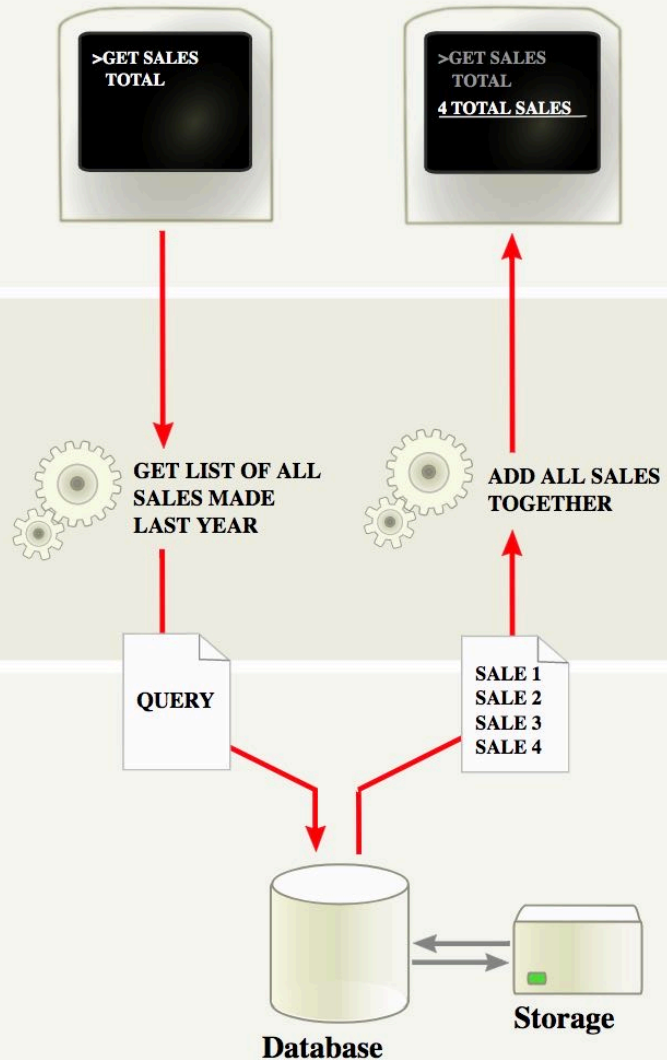 >GET SALES
TOTAL
>GET SALES
TOTAL
4 TOTAL SALES
GET LIST OF ALL
SALES MADE
LAST YEAR
ADD ALL SALES
TOGETHER
QUERY
SALE 1
SALE 2
SALE 3
SALE 4
Database
Storage